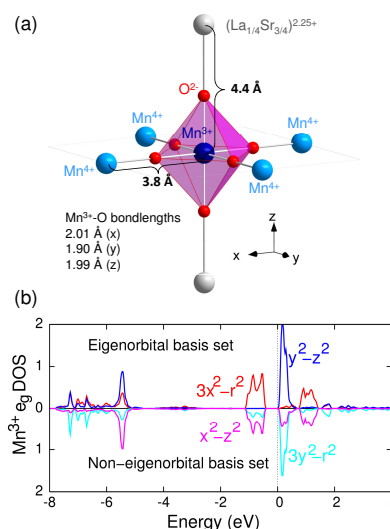 (a)
(La1/4Sr3/4)2.25+
O2-
4.4 Å
Mn4+
Mn3+
Mn4+
Mn4+
Mn4+
3.8 Å
Mn3+-O bondlengths
2.01 Å (x)
1.90 Å (y)
1.99 Å (z)
z
x
y
(b)
Mn3+ eg DOS
2
1
0
1
2
Eigenorbital basis set
3x2−r2
y2−z2
x2−z2
3y2−r2
Non−eigenorbital basis set
-8 -6 -4 -2 0 2
Energy (eV)